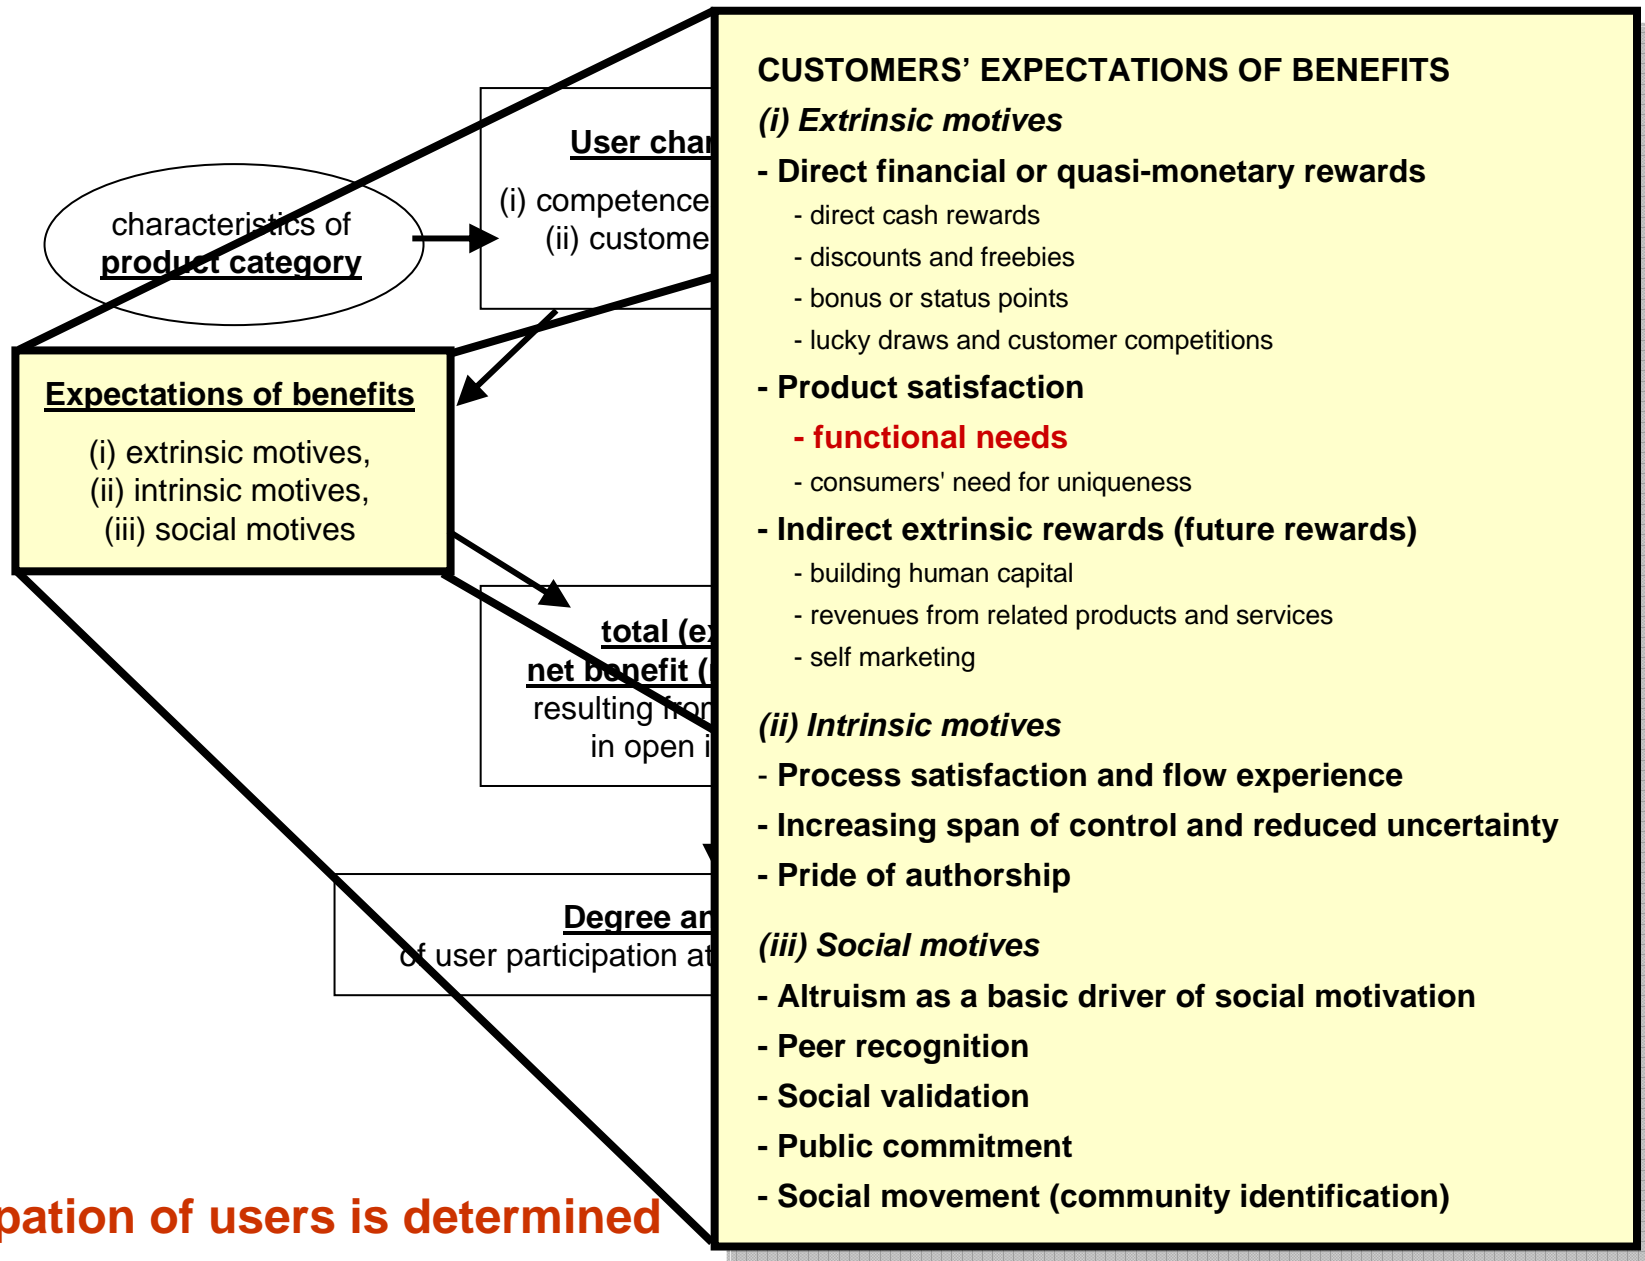 characteristics of
product category
User char
(i) competence
(ii) custome
Expectations of benefits
(i) extrinsic motives,
(ii) intrinsic motives,
(iii) social motives
total (ex
net benefit (
resulting from
in open i
Degree an
of user participation at
pation of users is determined
CUSTOMERS’ EXPECTATIONS OF BENEFITS
(i) Extrinsic motives
- Direct financial or quasi-monetary rewards
- direct cash rewards
- discounts and freebies
- bonus or status points
- lucky draws and customer competitions
- Product satisfaction
- functional needs
- consumers' need for uniqueness
- Indirect extrinsic rewards (future rewards)
- building human capital
- revenues from related products and services
- self marketing
(ii) Intrinsic motives
- Process satisfaction and flow experience
- Increasing span of control and reduced uncertainty
- Pride of authorship
(iii) Social motives
- Altruism as a basic driver of social motivation
- Peer recognition
- Social validation
- Public commitment
- Social movement (community identification)